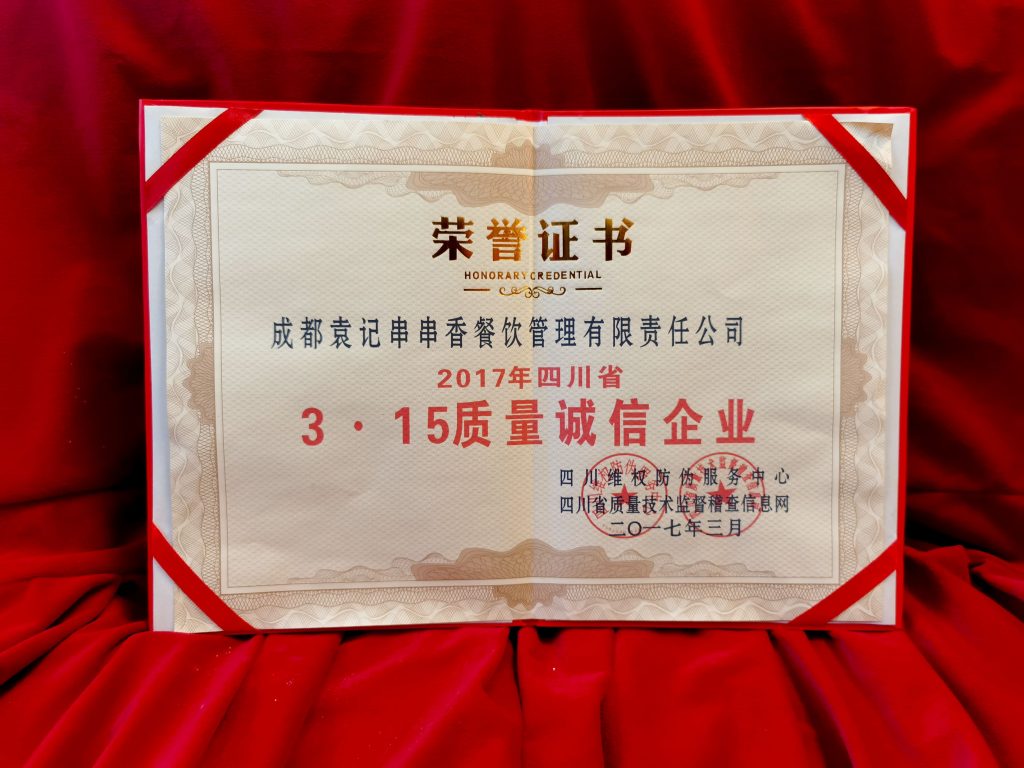 荣誉证书
HONORARY CREDENTIAL
成都袁记串串香餐饮管理有限责任公司
2017年四川省
3·15质量诚信企业
四川维权防伪服务中心
四川省质量技术监督稽查信息网
二〇一七年三月